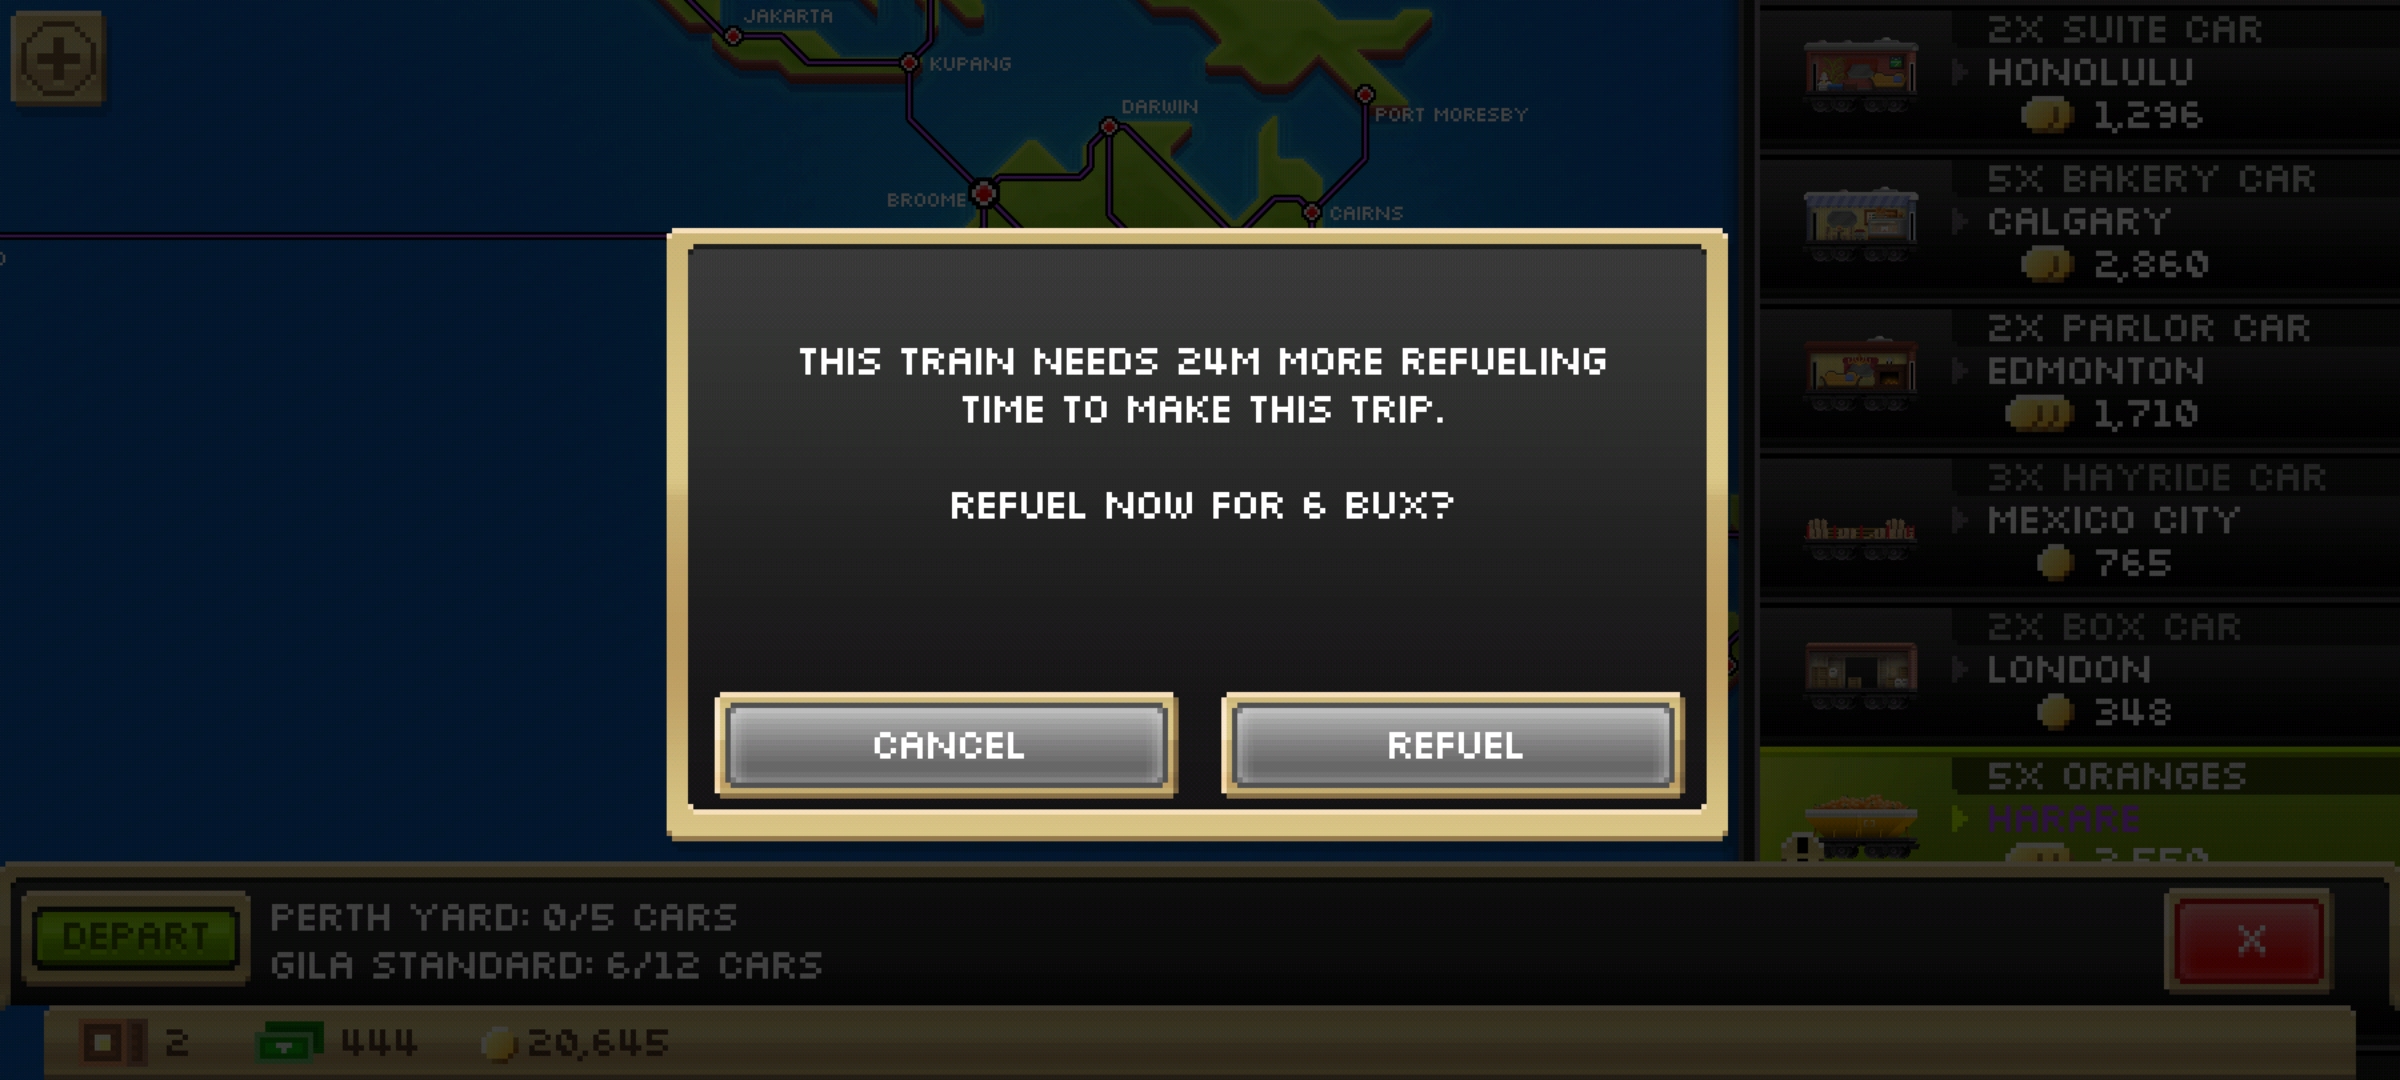 JAKARTA
KUPANG
DARWIN
PORT MORESBY
BROOME
CAIRNS
2X SUITE CAR
HONOLULU
1,296
5X BAKERY CAR
CALGARY
2,860
2X PARLOR CAR
EDMONTON
1,710
3X HAYRIDE CAR
MEXICO CITY
765
2X BOX CAR
LONDON
348
5X ORANGES
HARARE
3,550
THIS TRAIN NEEDS 24M MORE REFUELING
TIME TO MAKE THIS TRIP.
REFUEL NOW FOR 6 BUX?
CANCEL
REFUEL
DEPART
PERTH YARD: 0/5 CARS
GILA STANDARD: 6/12 CARS
X
2
444
20,645